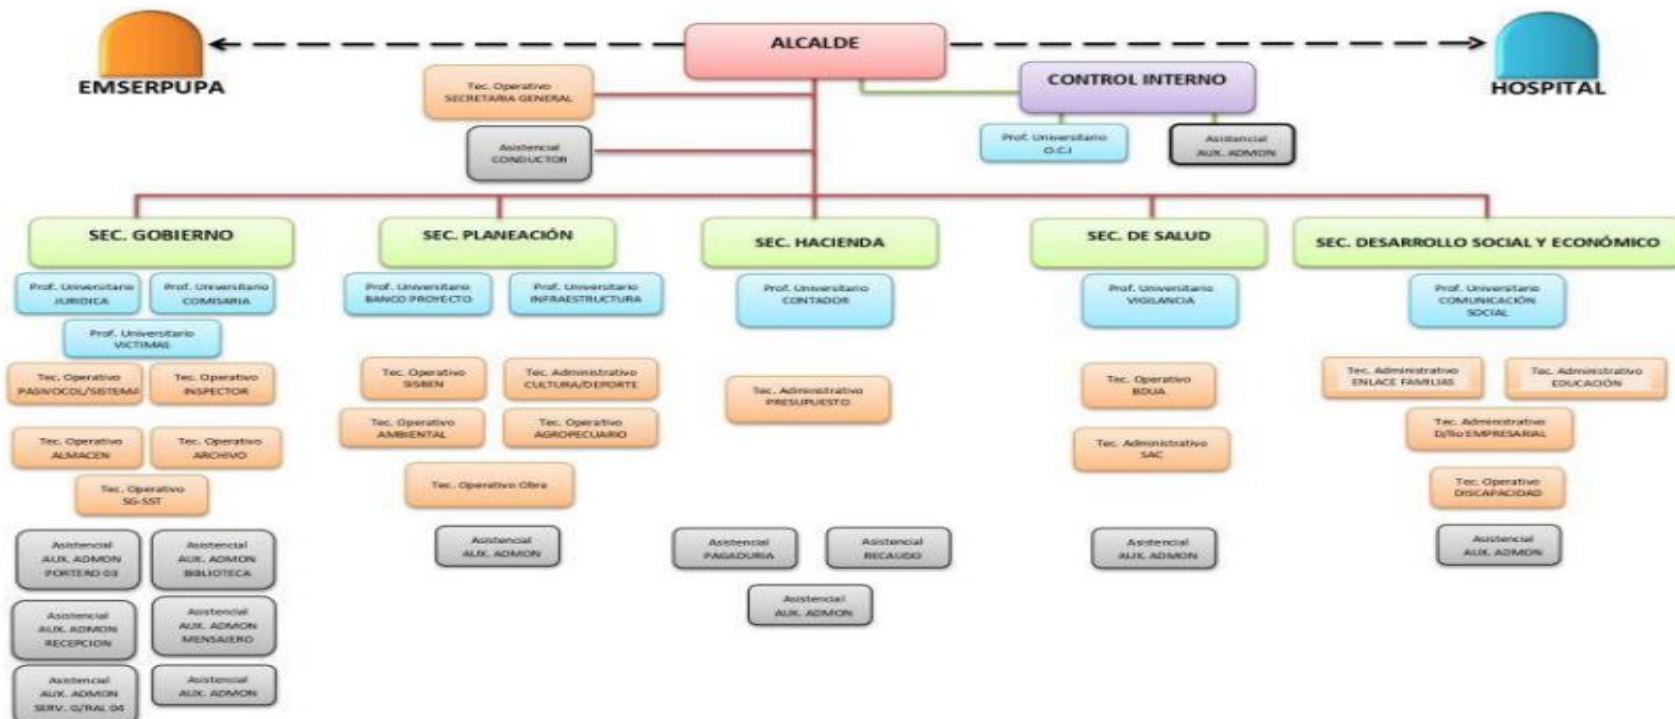 ALCALDE
EMSERPUPA
HOSPITAL
Tec. Operativo
SECRETARIA GENERAL
CONTROL INTERNO
Asistencial
CONDUCTOR
Prof. Universitario
O.C.I
Asistencial
AUX. ADMON
SEC. GOBIERNO
Prof. Universitario
JURIDICA
Prof. Universitario
COMISARIA
Prof. Universitario
VICTIMAS
Tec. Operativo
PASIVOCOL/SISTEMA
Tec. Operativo
INSPECTOR
Tec. Operativo
ALMACEN
Tec. Operativo
ARCHIVO
Tec. Operativo
SG-SST
Asistencial
AUX. ADMON
PORTERO 03
Asistencial
AUX. ADMON
BIBLIOTECA
Asistencial
AUX. ADMON
RECEPCION
Asistencial
AUX. ADMON
MENSAJERO
Asistencial
AUX. ADMON
SERV. G/RAL 04
Asistencial
AUX. ADMON
SEC. PLANEACIÓN
Prof. Universitario
BANCO PROYECTO
Prof. Universitario
INFRAESTRUCTURA
Tec. Operativo
SISBEN
Tec. Administrativo
CULTURA/DEPORTE
Tec. Operativo
AMBIENTAL
Tec. Operativo
AGROPECUARIO
Tec. Operativo Obra
Asistencial
AUX. ADMON
SEC. HACIENDA
Prof. Universitario
CONTADOR
Tec. Administrativo
PRESUPUESTO
Asistencial
PAGADURIA
Asistencial
RECAUDO
Asistencial
AUX. ADMON
SEC. DE SALUD
Prof. Universitario
VIGILANCIA
Tec. Operativo
BDUA
Tec. Administrativo
SAC
Asistencial
AUX. ADMON
SEC. DESARROLLO SOCIAL Y ECONÓMICO
Prof. Universitario
COMUNICACIÓN
SOCIAL
Tec. Administrativo
ENLACE FAMILIAS
Tec. Administrativo
EDUCACIÓN
Tec. Administrativo
D/llo EMPRESARIAL
Tec. Operativo
DISCAPACIDAD
Asistencial
AUX. ADMON